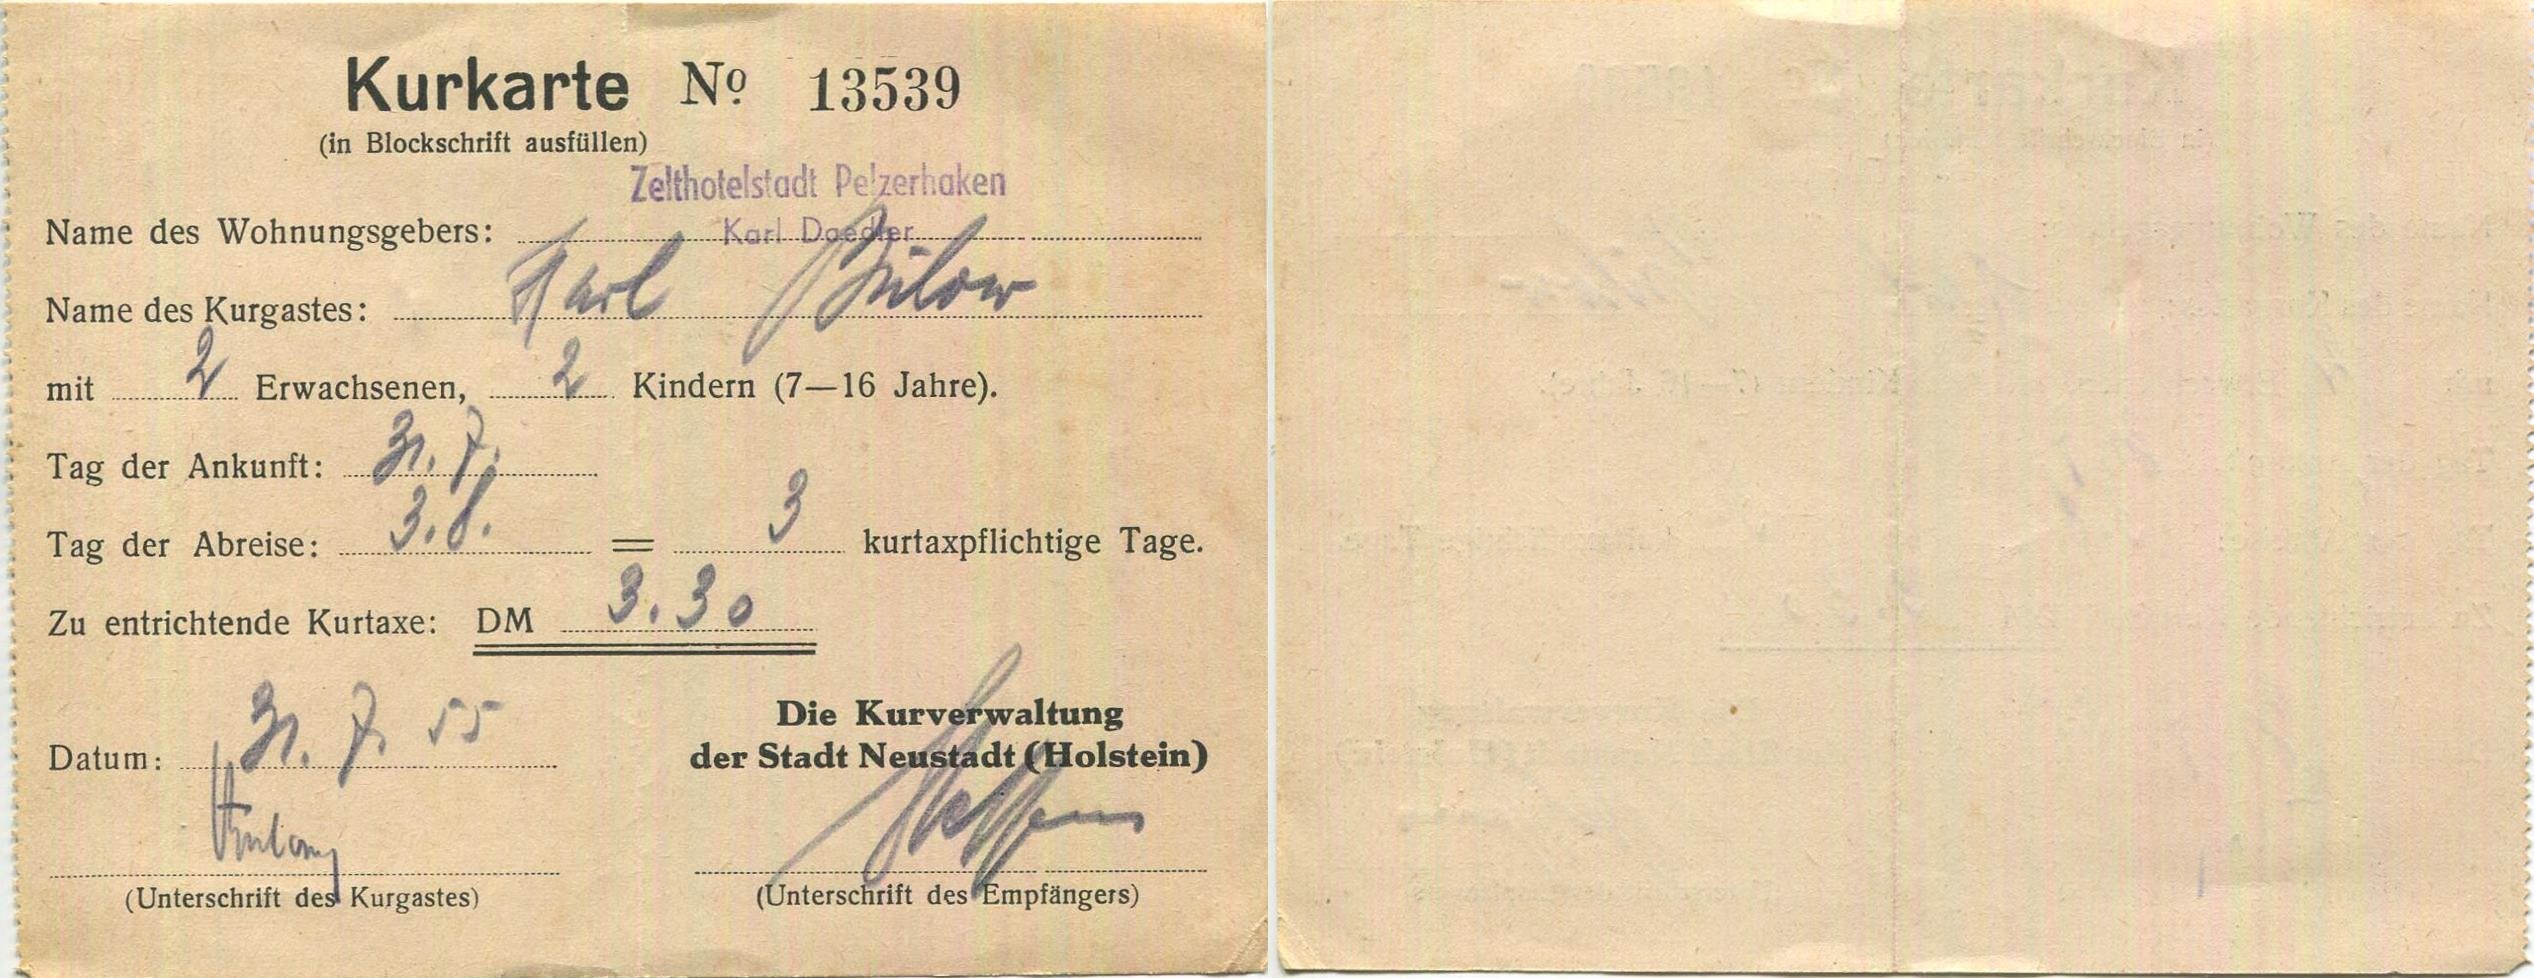 Kurkarte Nº 13539
(in Blockschrift ausfüllen)
Zelthotelstadt Pelzerhaken
Name des Wohnungsgebers: Karl Daedler
Name des Kurgastes: Karl Bülow
mit 2 Erwachsenen, 2 Kindern (7—16 Jahre).
Tag der Ankunft: 31. 7.
Tag der Abreise: 3. 8. = 3 kurtaxpflichtige Tage.
Zu entrichtende Kurtaxe: DM 3.30
Die Kurverwaltung
der Stadt Neustadt (Holstein)
Datum: 31. 7. 55
(Unterschrift des Kurgastes) (Unterschrift des Empfängers)